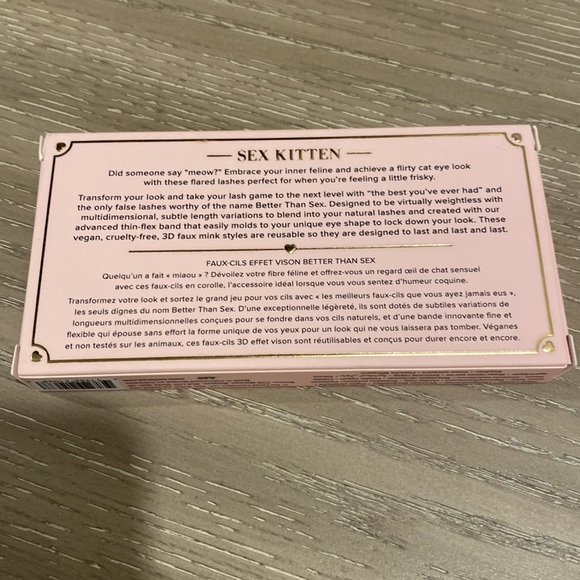 SEX KITTEN
Did someone say "meow?" Embrace your inner feline and achieve a flirty cat eye look
with these flared lashes perfect for when you're feeling a little frisky.
Transform your look and take your lash game to the next level with "the best you've ever had" and
the only false lashes worthy of the name Better Than Sex. Designed to be virtually weightless with
multidimensional, subtle length variations to blend into your natural lashes and created with our
advanced thin-flex band that easily molds to your unique eye shape to lock down your look. These
vegan, cruelty-free, 3D faux mink styles are reusable so they are designed to last and last and last.
FAUX-CILS EFFET VISON BETTER THAN SEX
Quelqu'un a fait « miaou » ? Dévoilez votre fibre féline et offrez-vous un regard œil de chat sensuel
avec ces faux-cils en corolle, l'accessoire idéal lorsque vous vous sentez d'humeur coquine.
Transformez votre look et sortez le grand jeu pour vos cils avec « les meilleurs faux-cils que vous ayez jamais eus »,
les seuls dignes du nom Better Than Sex. D'une exceptionnelle légèreté, ils sont dotés de subtiles variations de
longueurs multidimensionnelles conçues pour se fondre dans vos cils naturels, et d'une bande innovante fine et
flexible qui épouse sans effort la forme unique de vos yeux pour un look qui ne vous laissera pas tomber. Véganes
et non testés sur les animaux, ces faux-cils 3D effet vison sont réutilisables et conçus pour durer encore et encore.